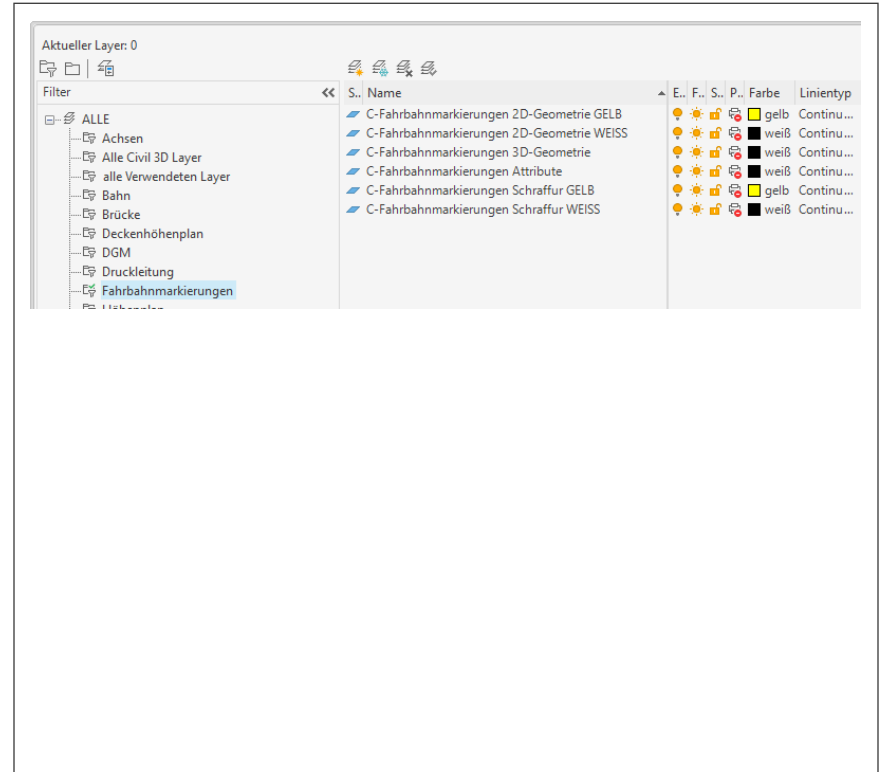 Aktueller Layer: 0
Filter
S.. Name E.. F.. S.. P.. Farbe Linientyp
ALLE
Achsen
Alle Civil 3D Layer
alle Verwendeten Layer
Bahn
Brücke
Deckenhöhenplan
DGM
Druckleitung
Fahrbahnmarkierungen
C-Fahrbahnmarkierungen 2D-Geometrie GELB gelb Continu...
C-Fahrbahnmarkierungen 2D-Geometrie WEISS weiß Continu...
C-Fahrbahnmarkierungen 3D-Geometrie weiß Continu...
C-Fahrbahnmarkierungen Attribute weiß Continu...
C-Fahrbahnmarkierungen Schraffur GELB gelb Continu...
C-Fahrbahnmarkierungen Schraffur WEISS weiß Continu...